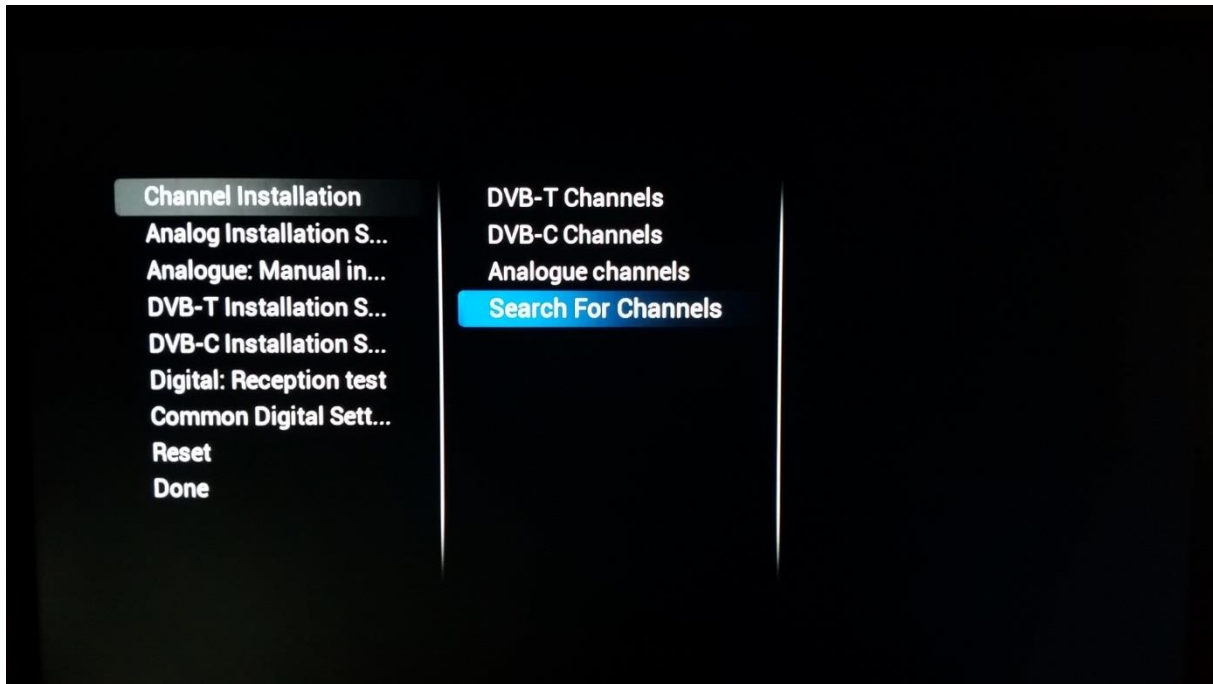 Channel Installation
Analog Installation S...
Analogue: Manual in...
DVB-T Installation S...
DVB-C Installation S...
Digital: Reception test
Common Digital Sett...
Reset
Done
DVB-T Channels
DVB-C Channels
Analogue channels
Search For Channels